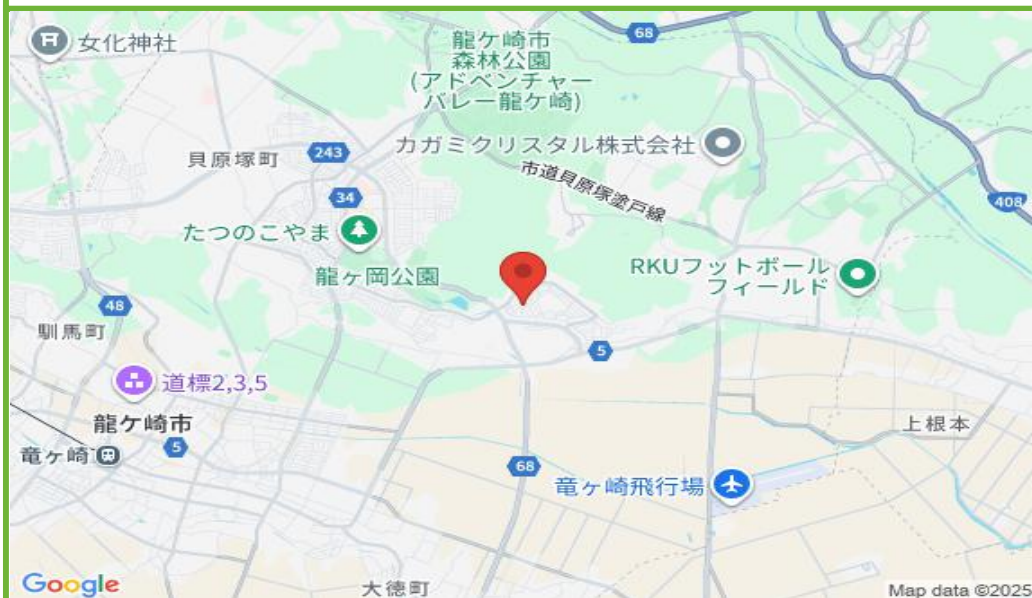 女化神社
龍ケ崎市
森林公園
(アドベンチャー
バレー龍ケ崎)
68
貝原塚町
243
カガミクリスタル株式会社
市道貝原塚塗戸線
34
408
たつのこやま
龍ヶ岡公園
RKUフットボール
フィールド
48
馴馬町
5
道標2,3,5
龍ケ崎市
5
竜ヶ崎
上根本
68
竜ヶ崎飛行場
大徳町
Google
Map data ©2025